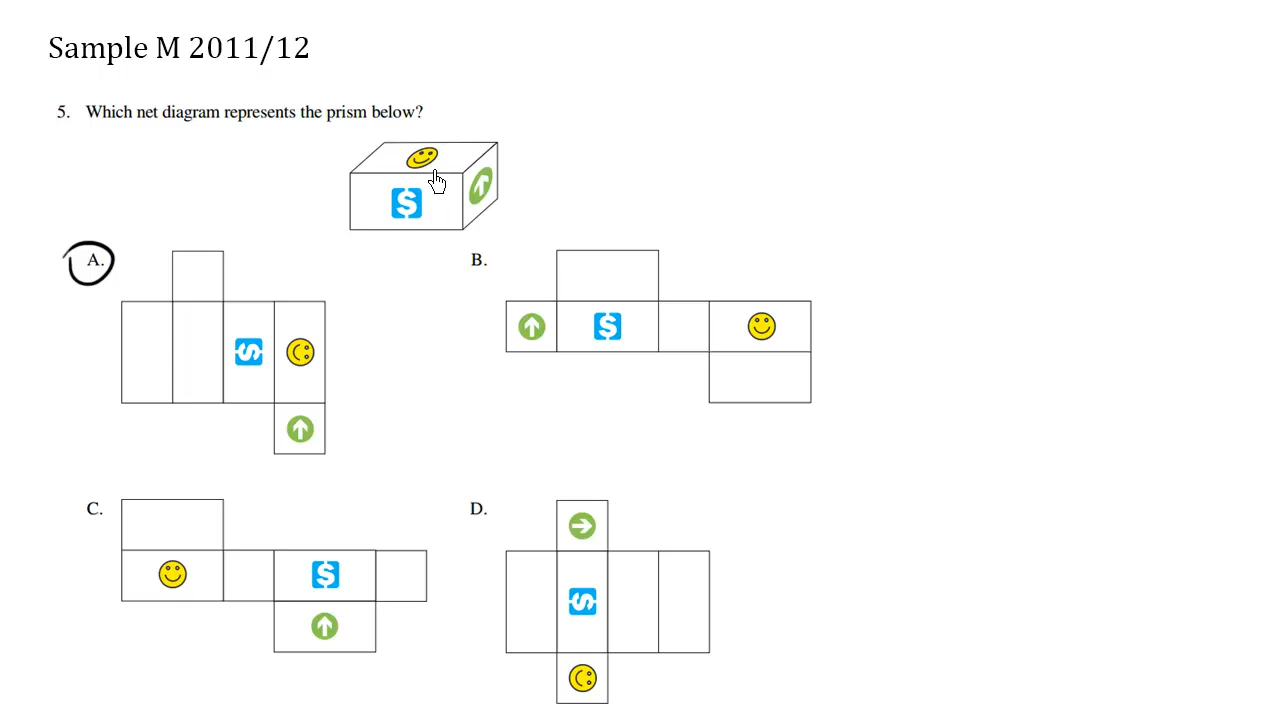 Sample M 2011/12
5. Which net diagram represents the prism below?
$
A.
B.
$
$
C.
D.
$
$